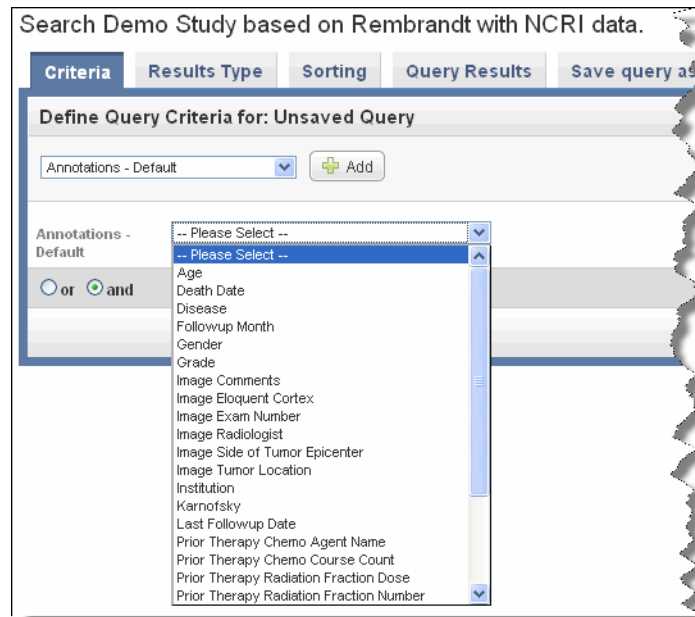 Search Demo Study based on Rembrandt with NCRI data.
Criteria Results Type Sorting Query Results Save query as
Define Query Criteria for: Unsaved Query
Annotations - Default Add
Annotations -
Default
-- Please Select --
or and
-- Please Select --
Age
Death Date
Disease
Followup Month
Gender
Grade
Image Comments
Image Eloquent Cortex
Image Exam Number
Image Radiologist
Image Side of Tumor Epicenter
Image Tumor Location
Institution
Karnofsky
Last Followup Date
Prior Therapy Chemo Agent Name
Prior Therapy Chemo Course Count
Prior Therapy Radiation Fraction Dose
Prior Therapy Radiation Fraction Number